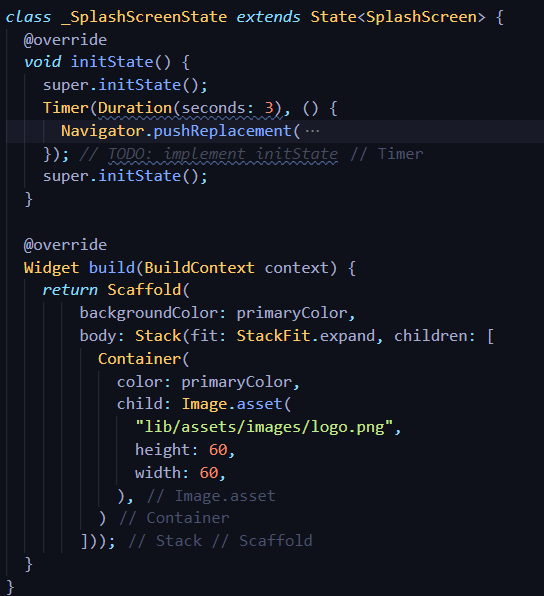 class _SplashScreenState extends State<SplashScreen> {
  @override
  void initState() {
    super.initState();
    Timer(Duration(seconds: 3), () {
      Navigator.pushReplacement( ⋯
    }); // TODO: implement initState // Timer
    super.initState();
  }

  @override
  Widget build(BuildContext context) {
    return Scaffold(
        backgroundColor: primaryColor,
        body: Stack(fit: StackFit.expand, children: [
          Container(
            color: primaryColor,
            child: Image.asset(
              "lib/assets/images/logo.png",
              height: 60,
              width: 60,
            ), // Image.asset
          ) // Container
        ])); // Stack // Scaffold
  }
}